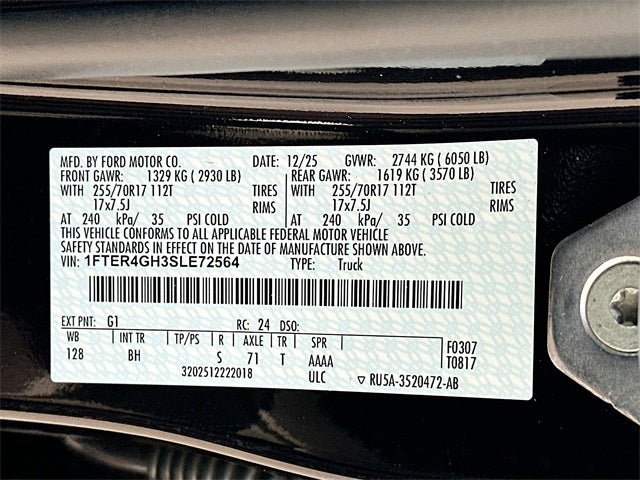 MFD. BY FORD MOTOR CO. DATE: 12/25 GVWR: 2744 KG (6050 LB)
FRONT GAWR: 1329 KG (2930 LB) REAR GAWR: 1619 KG (3570 LB)
WITH 255/70R17 112T TIRES WITH 255/70R17 112T TIRES
17x7.5J RIMS 17x7.5J RIMS
AT 240 kPa/ 35 PSI COLD AT 240 kPa/ 35 PSI COLD
THIS VEHICLE CONFORMS TO ALL APPLICABLE FEDERAL MOTOR VEHICLE
SAFETY STANDARDS IN EFFECT ON THE DATE OF MANUFACTURE SHOWN ABOVE.
VIN: 1FTER4GH3SLE72564 TYPE: Truck
EXT PNT: G1 RC: 24 DSO:
WB INT TR TP/PS R AXLE TR SPR F0307
128 BH S 71 T AAAA T0817
3202512222018 ULC ▽ RU5A-3520472-AB